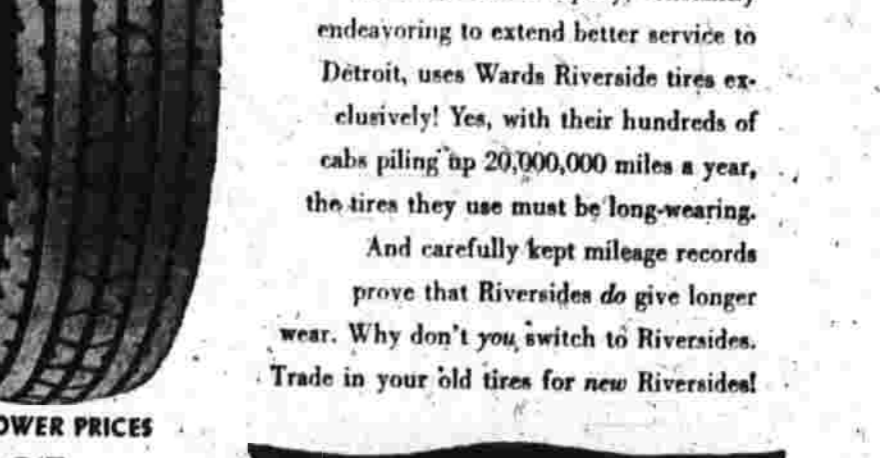 endeavoring to extend better service to
Detroit, uses Wards Riverside tires ex-
clusively! Yes, with their hundreds of
cabs piling up 20,000,000 miles a year,
the tires they use must be long-wearing.
And carefully kept mileage records
prove that Riversides do give longer
wear. Why don't you switch to Riversides.
Trade in your old tires for new Riversides!
OWER PRICES